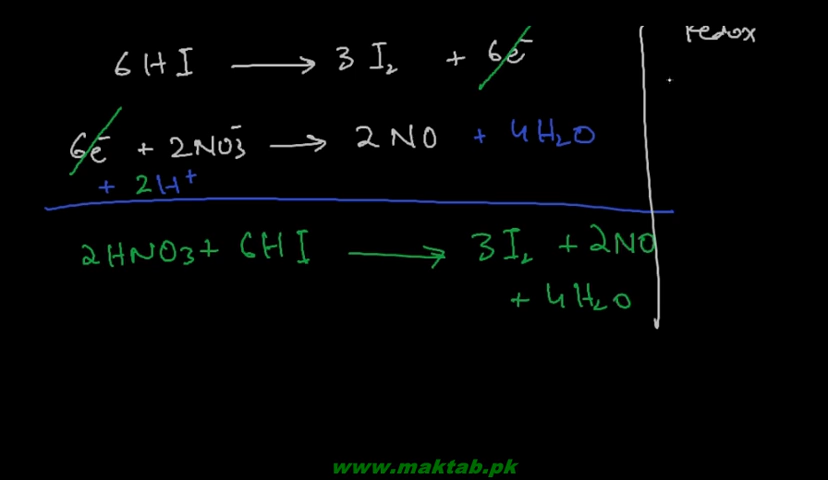 redox
6HI ⟶ 3I₂ + 6e⁻
6e⁻ + 2NO₃⁻ ⟶ 2NO + 4H₂O
+ 2H⁺
2HNO₃ + 6HI ⟶ 3I₂ + 2NO
+ 4H₂O
www.maktab.pk